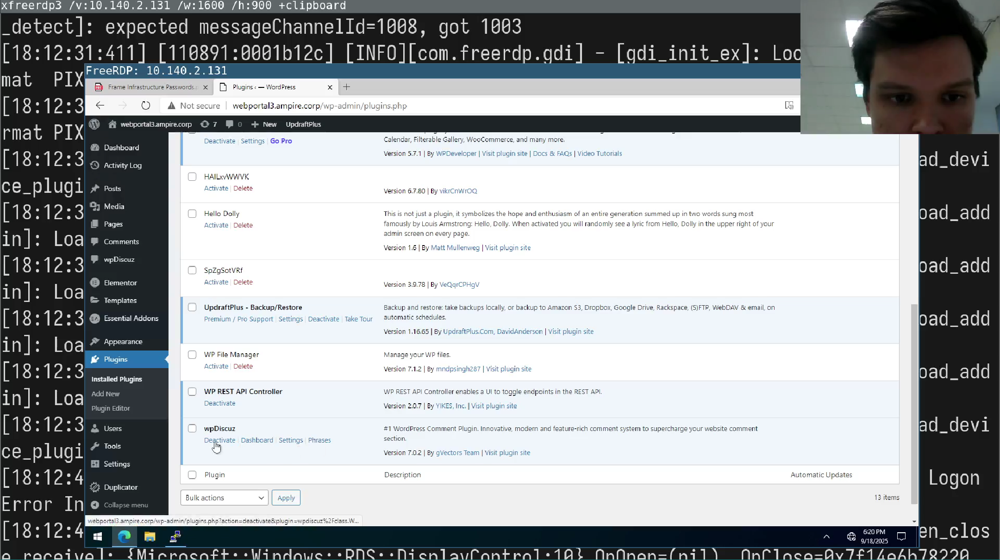 xfreerdp3 /v:10.140.2.131 /w:1600 /h:900 +clipboard
_detect]: expected messageChannelId=1008, got 1003
[18:12:31:411] [110891:0001b12c] [INFO][com.freerdp.gdi] - [gdi_init_ex]: Loc
FreeRDP: 10.140.2.131
mat PIX
Frame Infrastructure Passwords.
Plugins ‹ — WordPress
[18:12:3
Not secure
webportal3.ampire.corp/wp-admin/plugins.php
webportal3.ampire.corp
7
0
New
UpdraftPlus
rmat PIX
Deactivate | Settings | Go Pro
Calendar, Filterable Gallery, WooCommerce, and many more.
Version 5.7.1 | By WPDeveloper | Visit plugin site | Docs & FAQs | Video Tutorials
[18:12:3
ad_devi
HAILxvWWVK
Activate | Delete
Version 6.7.80 | By vikrCnWrOQ
ce_plugi
[18:12:3
oad_add
Hello Dolly
Activate | Delete
This is not just a plugin, it symbolizes the hope and enthusiasm of an entire generation summed up in two words sung most
famously by Louis Armstrong: Hello, Dolly. When activated you will randomly see a lyric from Hello, Dolly in the upper right of your
admin screen on every page.
Version 1.6 | By Matt Mullenweg | Visit plugin site
in]: Loa
[18:12:3
oad_add
SpZgSotVRf
Activate | Delete
Version 3.9.78 | By VeQqrCPHgV
in]: Loa
[18:12:3
oad_add
UpdraftPlus - Backup/Restore
Premium / Pro Support | Settings | Deactivate | Take Tour
Backup and restore: take backups locally, or backup to Amazon S3, Dropbox, Google Drive, Rackspace, (S)FTP, WebDAV & email, on
automatic schedules.
Version 1.16.65 | By UpdraftPlus.Com, DavidAnderson | Visit plugin site
in]: Loa
[18:12:3
oad_add
WP File Manager
Activate | Delete
Manage your WP files.
Version 7.1.2 | By mndpsingh287 | Visit plugin site
in]: Loa
WP REST API Controller
Deactivate
WP REST API Controller enables a UI to toggle endpoints in the REST API.
Version 2.0.7 | By YIKES, Inc. | Visit plugin site
[18:12:3
ad_devi
wpDiscuz
Deactivate | Dashboard | Settings | Phrases
#1 WordPress Comment Plugin. Innovative, modern and feature-rich comment system to supercharge your website comment
section.
Version 7.0.2 | By gVectors Team | Visit plugin site
ce_plugi
[18:12:4
Logon
Plugin
Description
Automatic Updates
Bulk actions
Apply
13 items
Dashboard
Activity Log
Posts
Media
Pages
Comments
wpDiscuz
Elementor
Templates
Essential Addons
Appearance
Plugins
Installed Plugins
Add New
Plugin Editor
Users
Tools
Settings
Duplicator
Collapse menu
Error In
webportal3.ampire.corp/wp-admin/plugins.php?action=deactivate&plugin=wpdiscuz%2Fclass.W...
[18:12:4
en_clos
6:20 PM
9/18/2025
e_receive]: {Microsoft::Windows::RDS::DisplayControl:10} OnOpen=(nil), OnClose=0x7f14e6b78220